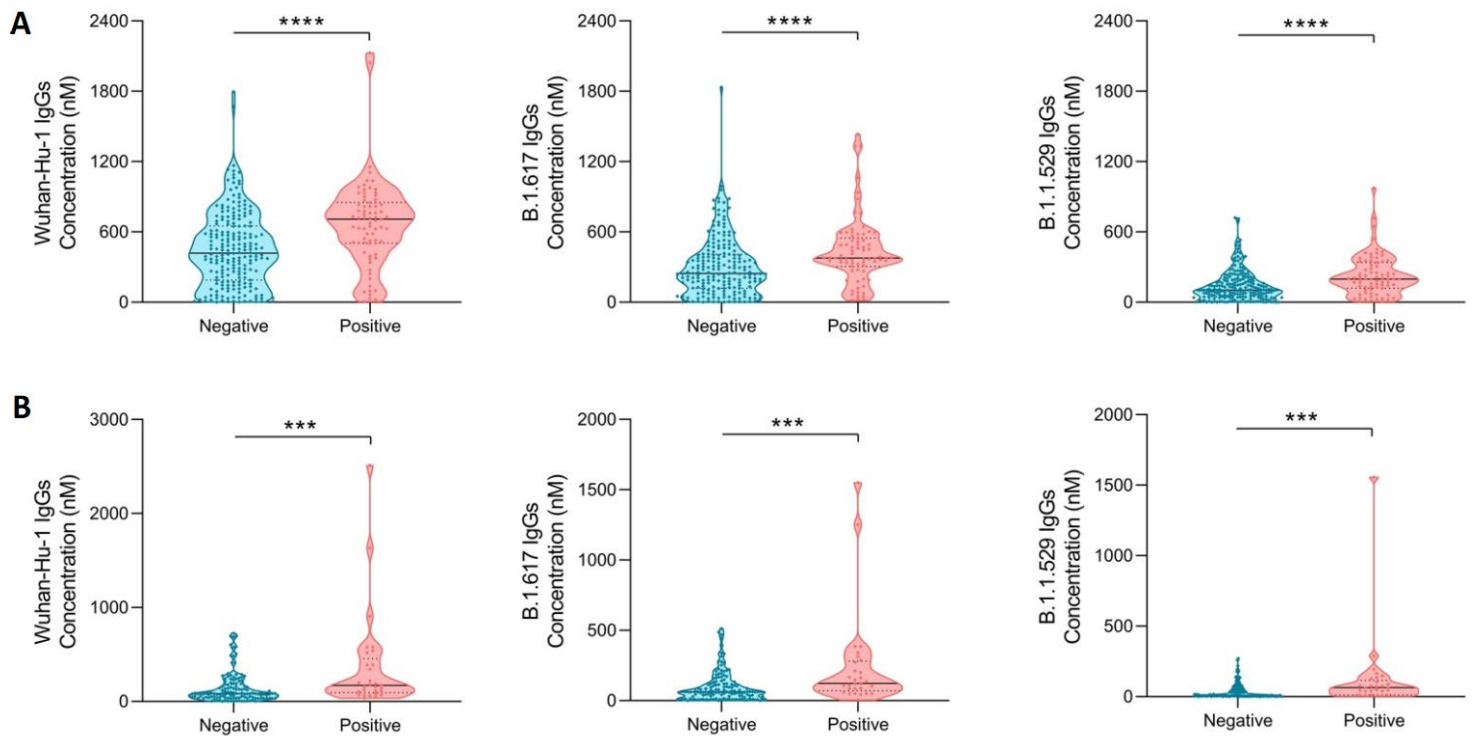 A
Wuhan-Hu-1 IgGs
Concentration (nM)
2400
1800
1200
600
0
****
Negative
Positive
B.1.617 IgGs
Concentration (nM)
2400
1800
1200
600
0
****
Negative
Positive
B.1.1.529 IgGs
Concentration (nM)
2400
1800
1200
600
0
****
Negative
Positive
B
Wuhan-Hu-1 IgGs
Concentration (nM)
3000
2000
1000
0
***
Negative
Positive
B.1.617 IgGs
Concentration (nM)
2000
1500
1000
500
0
***
Negative
Positive
B.1.1.529 IgGs
Concentration (nM)
2000
1500
1000
500
0
***
Negative
Positive